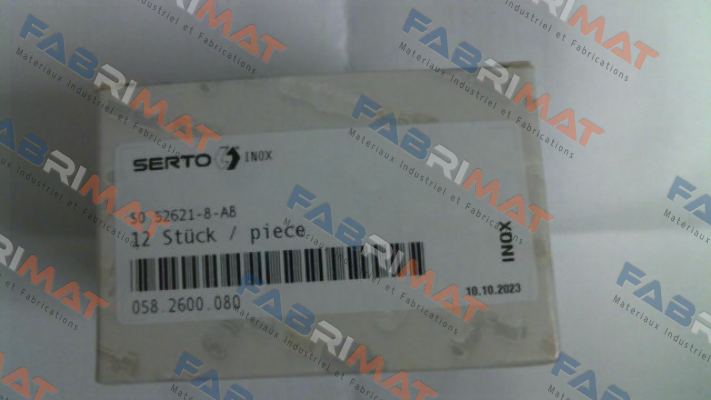 SERTO INOX
SO 52621-8-A8
12 Stück / piece
058.2600.080
10.10.2023
INOX
FABRIMAT
Materiaux Industriel et Fabrications